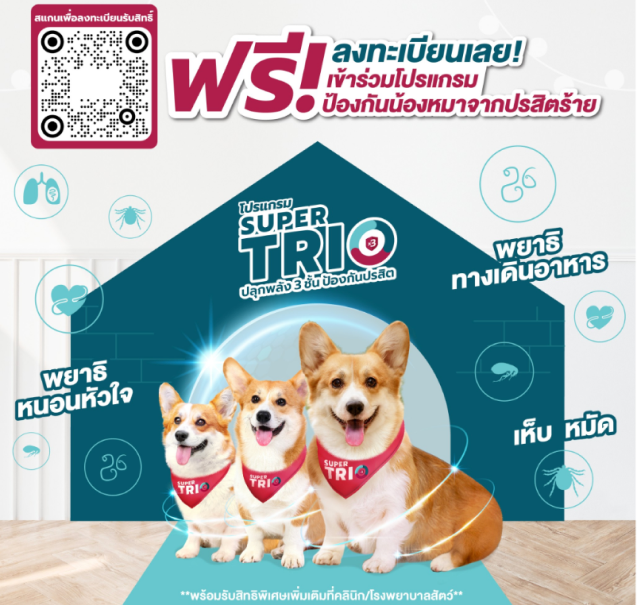 สแกนเพื่อลงทะเบียนรับสิทธิ์
ฟรี! ลงทะเบียนเลย!
เข้าร่วมโปรแกรม
ป้องกันน้องหมาจากปรสิตร้าย
โปรแกรม
SUPER
TRIO
x3
ปลุกพลัง 3 ชั้น ป้องกันปรสิต
พยาธิ
ทางเดินอาหาร
พยาธิ
หนอนหัวใจ
เห็บ หมัด
SUPER
TRIO
SUPER
TRIO
SUPER
TRIO
**พร้อมรับสิทธิพิเศษเพิ่มเติมที่คลินิก/โรงพยาบาลสัตว์**